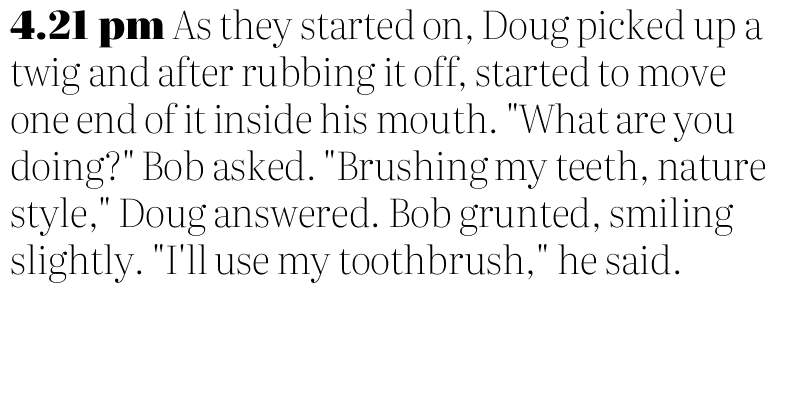 4.21 pm As they started on, Doug picked up a
twig and after rubbing it off, started to move
one end of it inside his mouth. "What are you
doing?" Bob asked. "Brushing my teeth, nature
style," Doug answered. Bob grunted, smiling
slightly. "I'll use my toothbrush," he said.